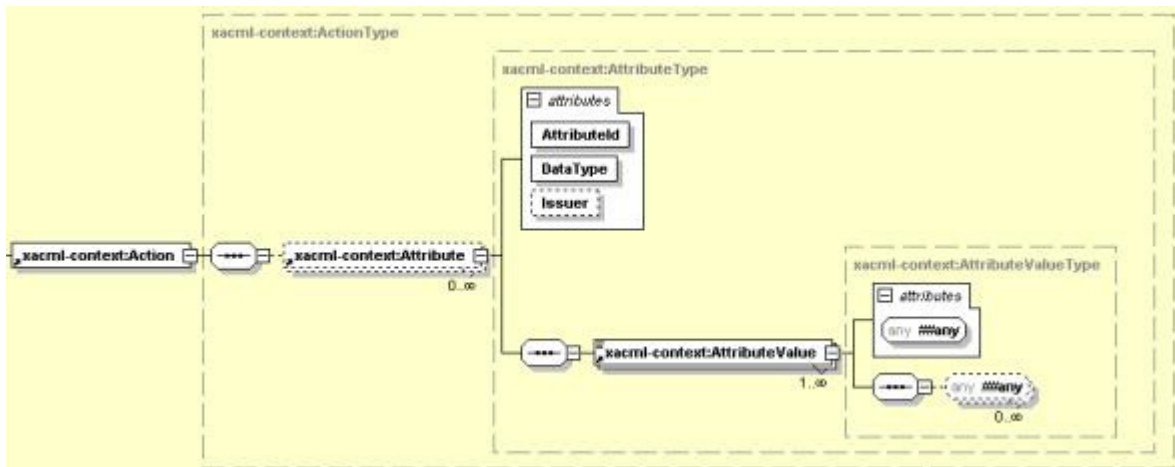 xacml-context:ActionType
xacml-context:AttributeType
attributes
AttributeId
DataType
Issuer
xacml-context:Action
xacml-context:Attribute
0..∞
xacml-context:AttributeValueType
attributes
any ##any
xacml-context:AttributeValue
1..∞
any ##any
0..∞